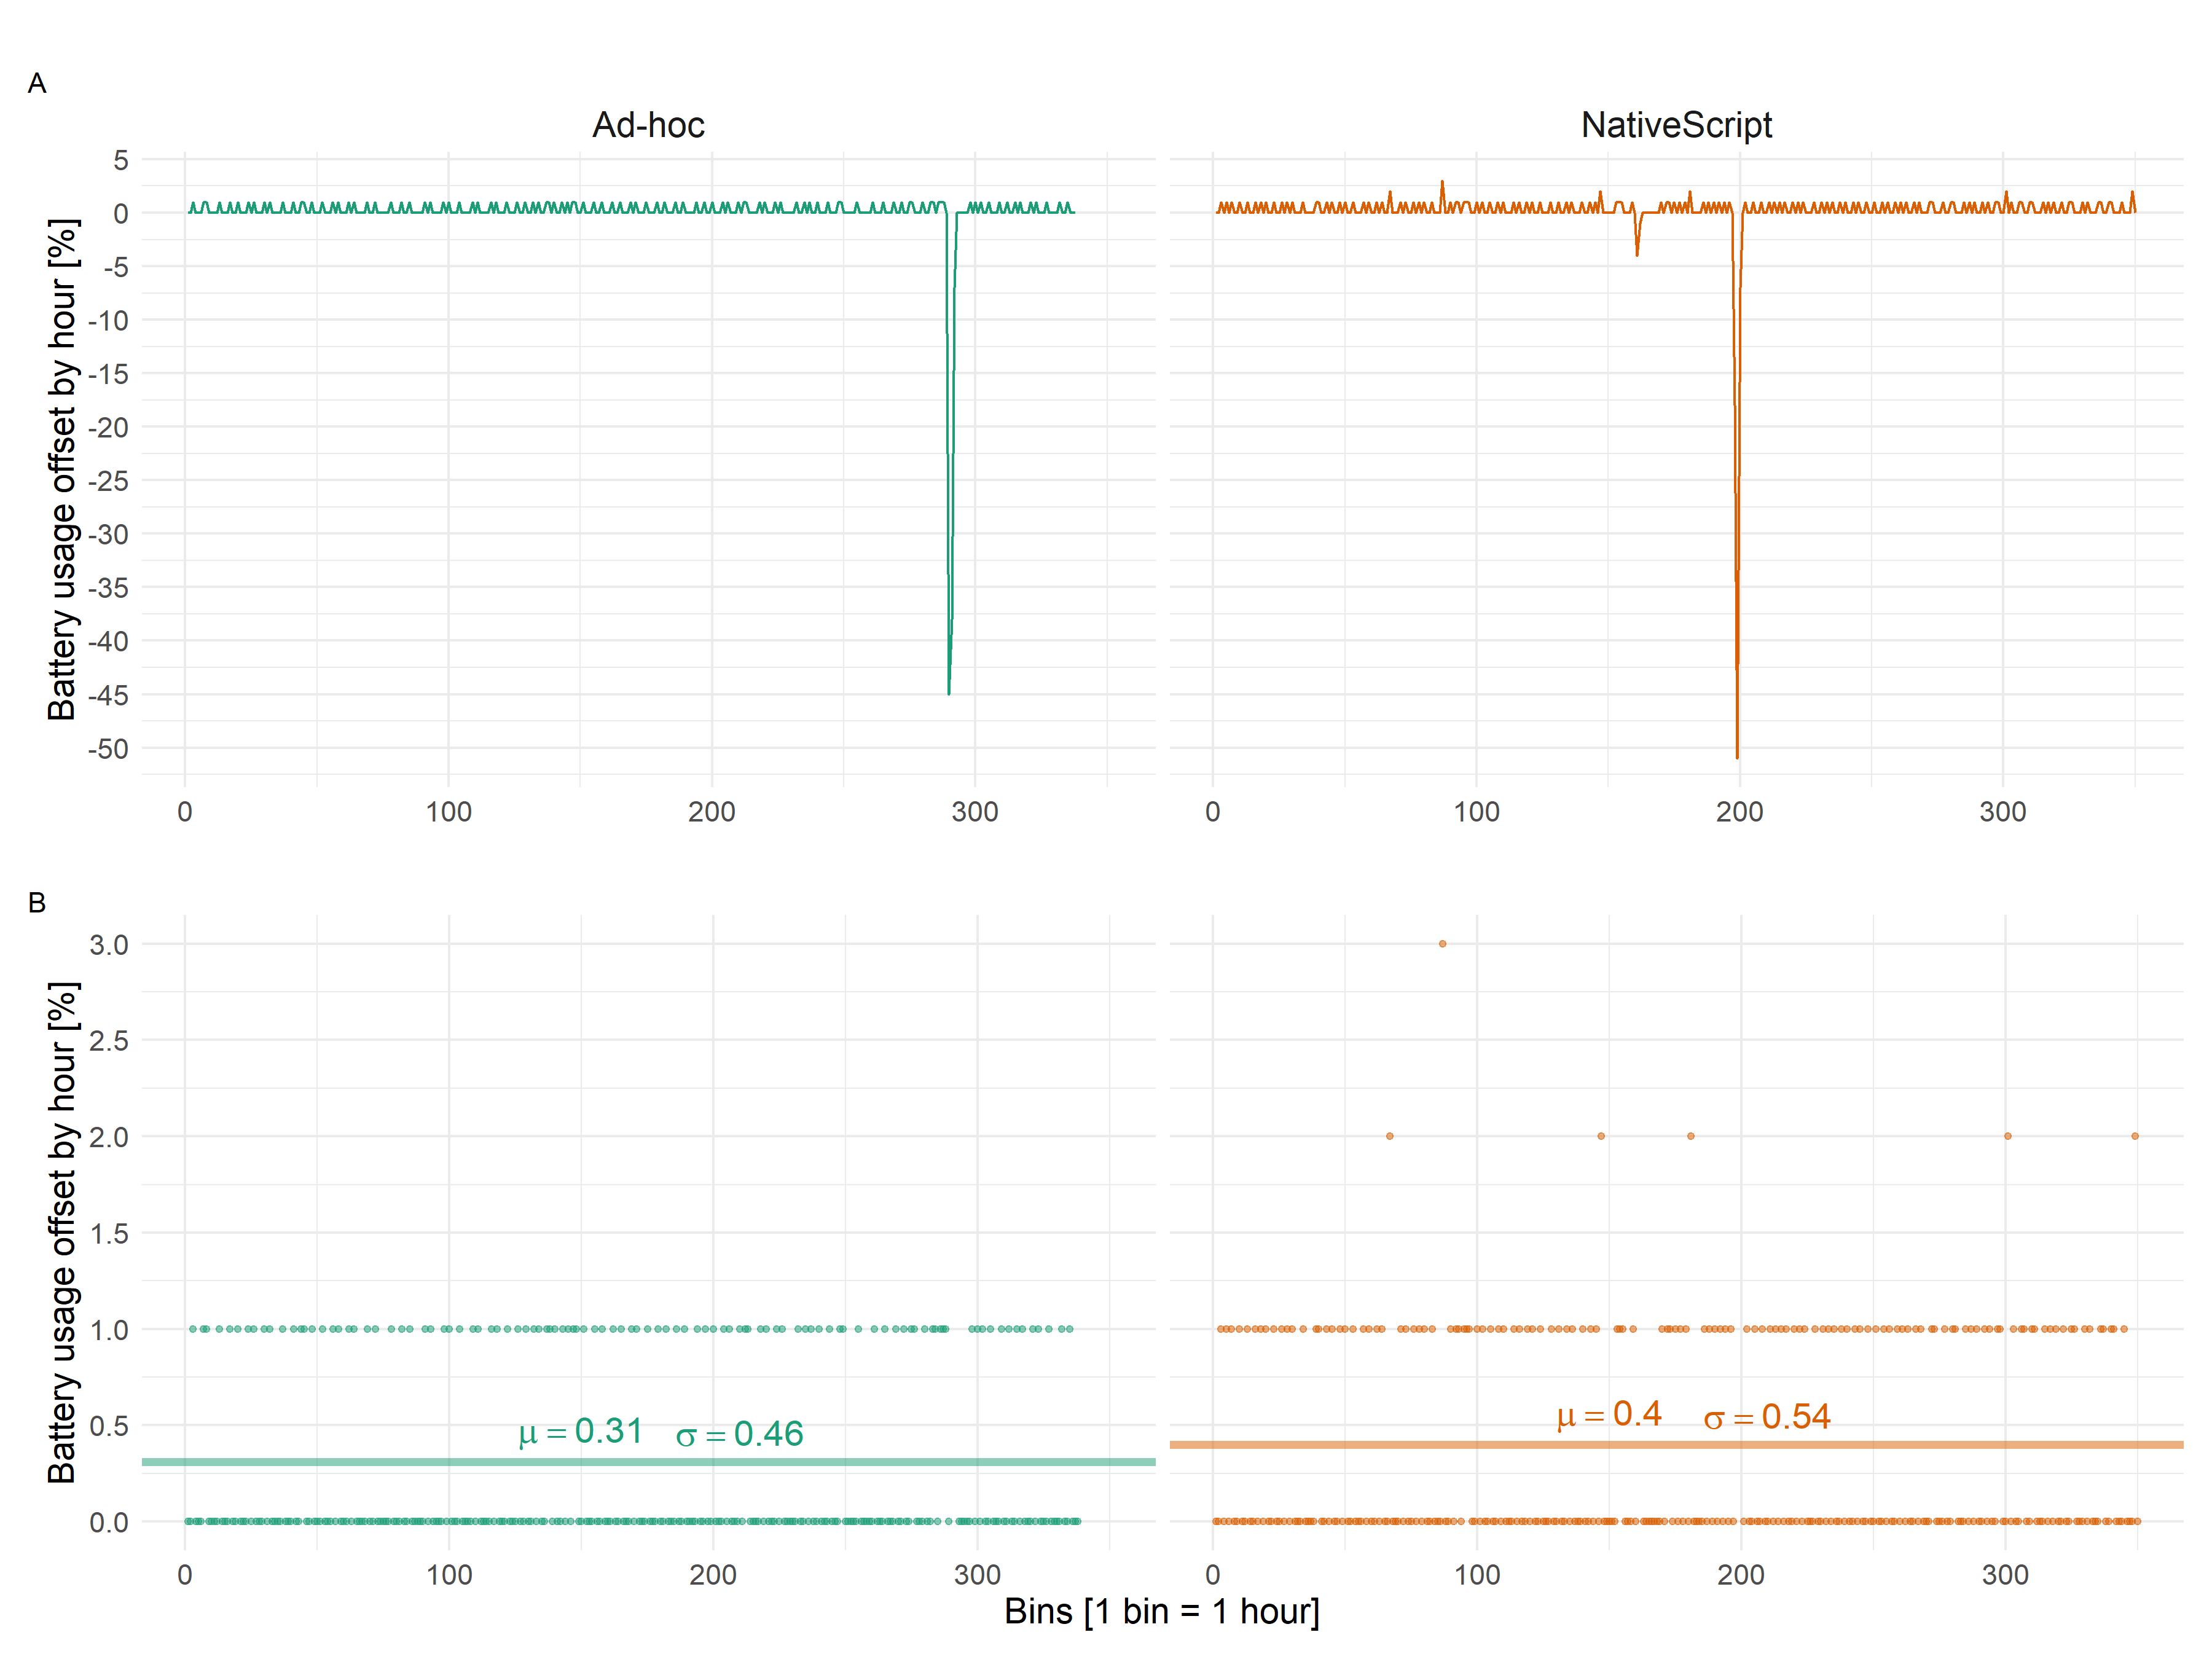 A
Ad-hoc
NativeScript
Battery usage offset by hour [%]
5
0
-5
-10
-15
-20
-25
-30
-35
-40
-45
-50
0 100 200 300
0 100 200 300
B
Battery usage offset by hour [%]
3.0
2.5
2.0
1.5
1.0
0.5
0.0
μ = 0.31 σ = 0.46
μ = 0.4 σ = 0.54
0 100 200 300
0 100 200 300
Bins [1 bin = 1 hour]